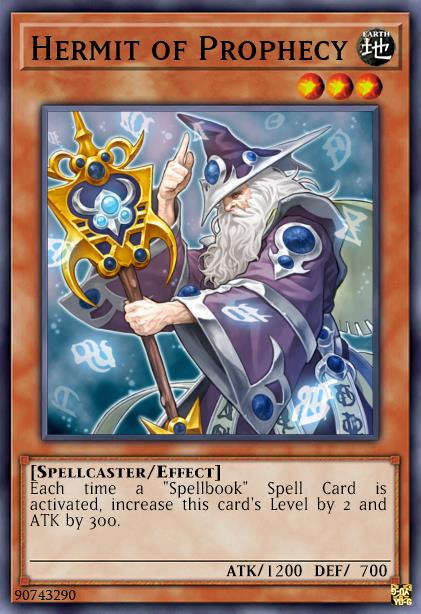 HERMIT OF PROPHECY
EARTH
地
[SPELLCASTER/EFFECT]
Each time a "Spellbook" Spell Card is
activated, increase this card's Level by 2 and
ATK by 300.
ATK/1200 DEF/ 700
90743290